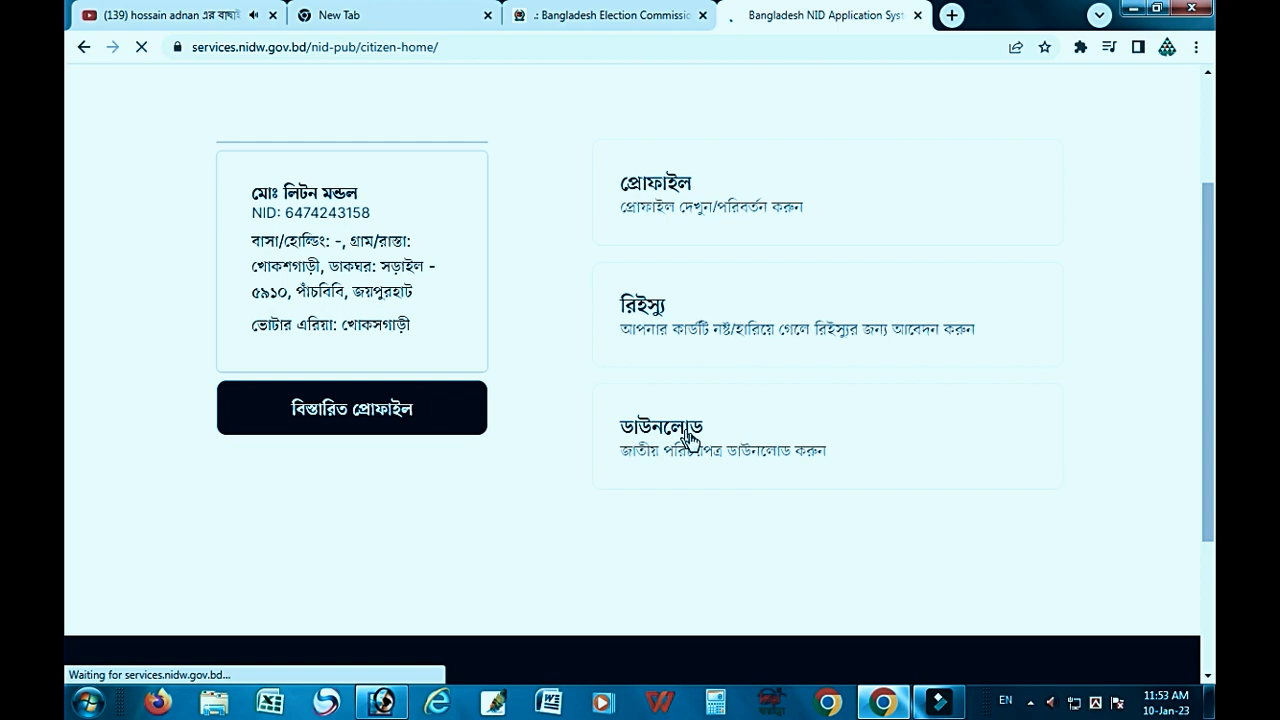 (139) hossain adnan এর বাছাই
New Tab
.: Bangladesh Election Commissio
Bangladesh NID Application Syst
services.nidw.gov.bd/nid-pub/citizen-home/
মোঃ লিটন মন্ডল
NID: 6474243158
বাসা/হোল্ডিং: -, গ্রাম/রাস্তা:
খোকশগাড়ী, ডাকঘর: সড়াইল -
৫৯১০, পাঁচবিবি, জয়পুরহাট
ভোটার এরিয়া: খোকসগাড়ী
বিস্তারিত প্রোফাইল
প্রোফাইল
প্রোফাইল দেখুন/পরিবর্তন করুন
রিইস্যু
আপনার কার্ডটি নষ্ট/হারিয়ে গেলে রিইস্যুর জন্য আবেদন করুন
ডাউনলোড
জাতীয় পরিচয়পত্র ডাউনলোড করুন
Waiting for services.nidw.gov.bd...
EN
11:53 AM
10-Jan-23